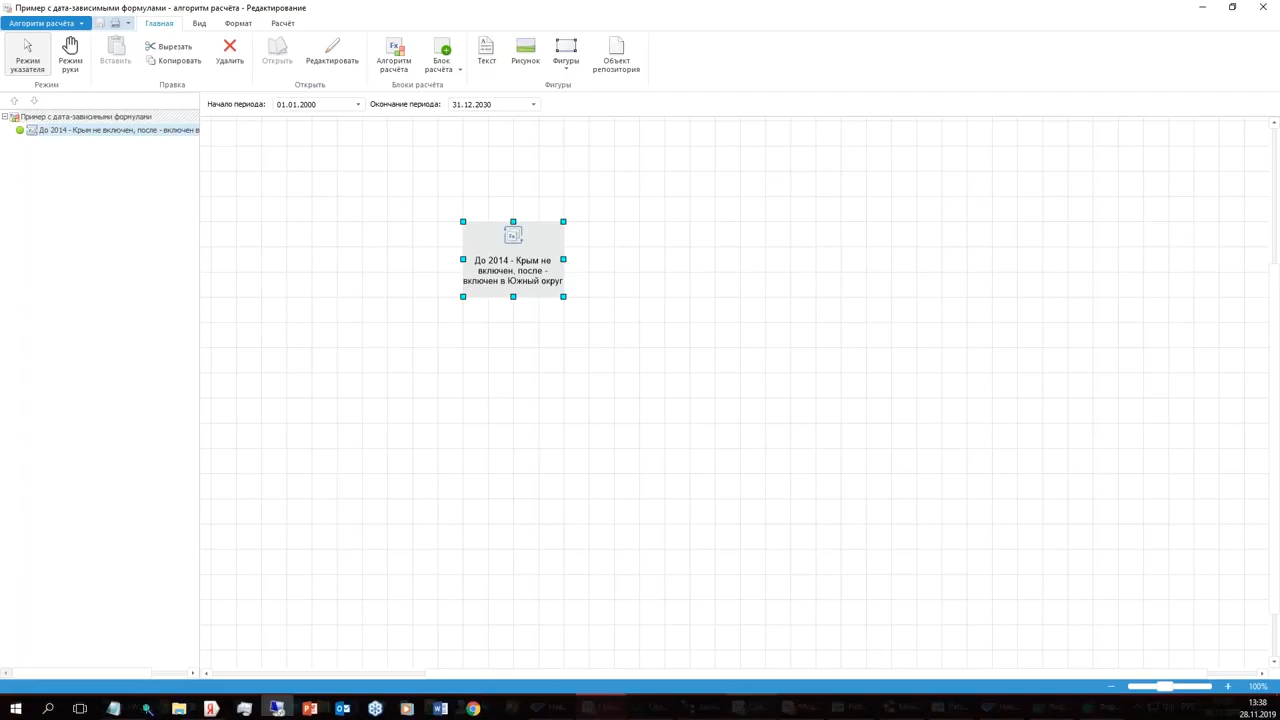 Пример с дата-зависимыми формулами - алгоритм расчёта - Редактирование
Алгоритм расчёта
Главная
Вид
Формат
Расчёт
Режим указателя
Режим руки
Вставить
Вырезать
Копировать
Удалить
Открыть
Редактировать
Алгоритм расчёта
Блок расчёта
Текст
Рисунок
Фигуры
Объект репозитория
Режим
Правка
Открыть
Блоки расчёта
Фигуры
Начало периода: 01.01.2000
Окончание периода: 31.12.2030
Пример с дата-зависимыми формулами
До 2014 - Крым не включен, после - включен в
До 2014 - Крым не
включен, после -
включен в Южный округ
100%
13:38
28.11.2019